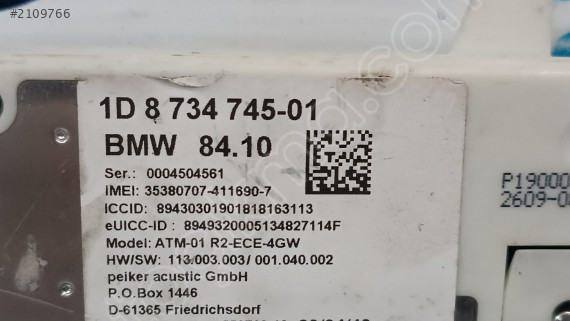 #2109766
1D 8 734 745-01
BMW 84.10
Ser.: 0004504561
IMEI: 35380707-411690-7
ICCID: 89430301901818163113
eUICC-ID : 8949320005134827114F
Model: ATM-01 R2-ECE-4GW
HW/SW: 113/003.003/ 001.040.002
peiker acustic GmbH
P.O.Box 1446
D-61365 Friedrichsdorf
P19000
2609-0